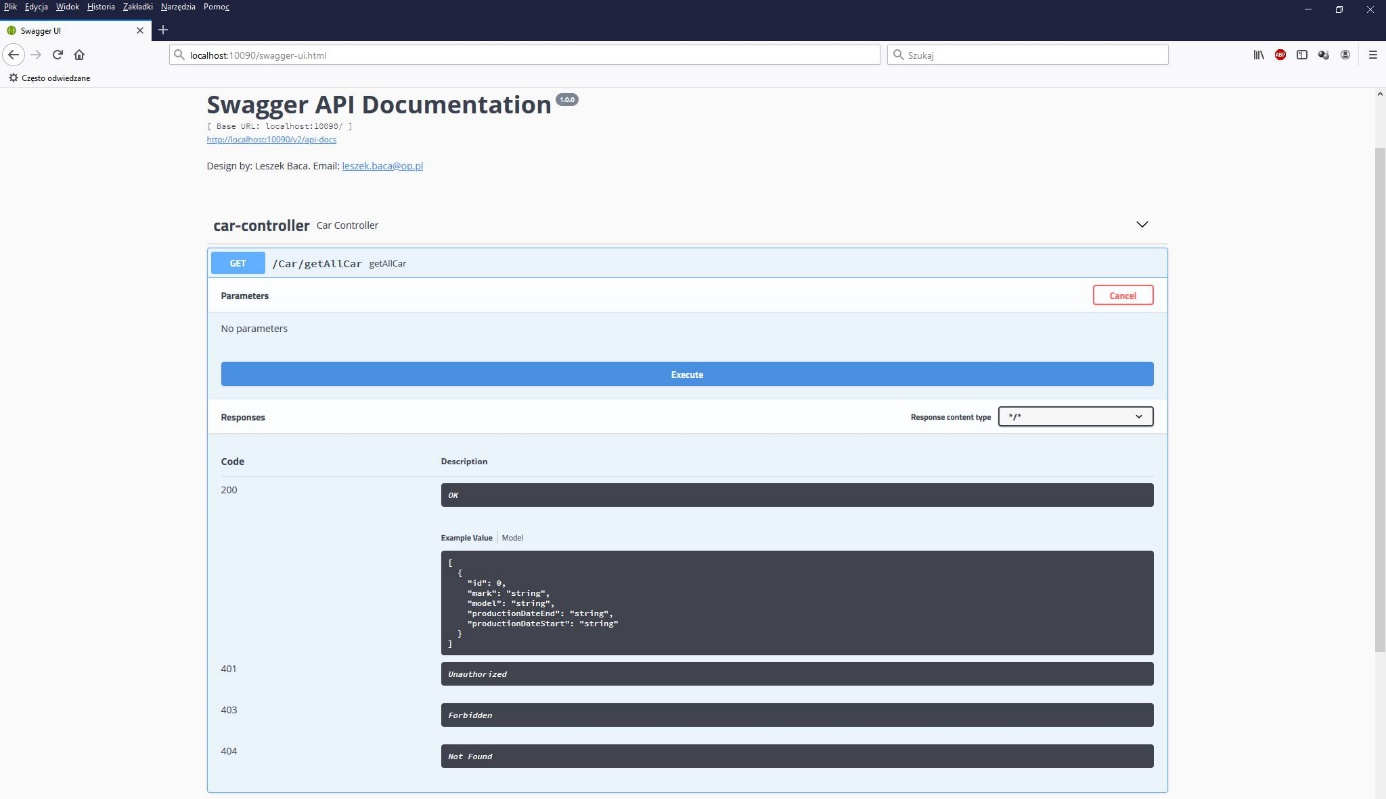 Plik Edycja Widok Historia Zakładki Narzędzia Pomoc
Swagger UI
localhost:10090/swagger-ui.html
Szukaj
ABP
Często odwiedzane
Swagger API Documentation 1.0.0
[ Base URL: localhost:10090/ ]
http://localhost:10090/v2/api-docs
Design by: Leszek Baca. Email: leszek.baca@op.pl
car-controller Car Controller
GET /Car/getAllCar getAllCar
Parameters Cancel
No parameters
Execute
Responses Response content type */*
Code Description
200 OK
Example Value Model
[
{
"id": 0,
"mark": "string",
"model": "string",
"productionDateEnd": "string",
"productionDateStart": "string"
}
]
401 Unauthorized
403 Forbidden
404 Not Found